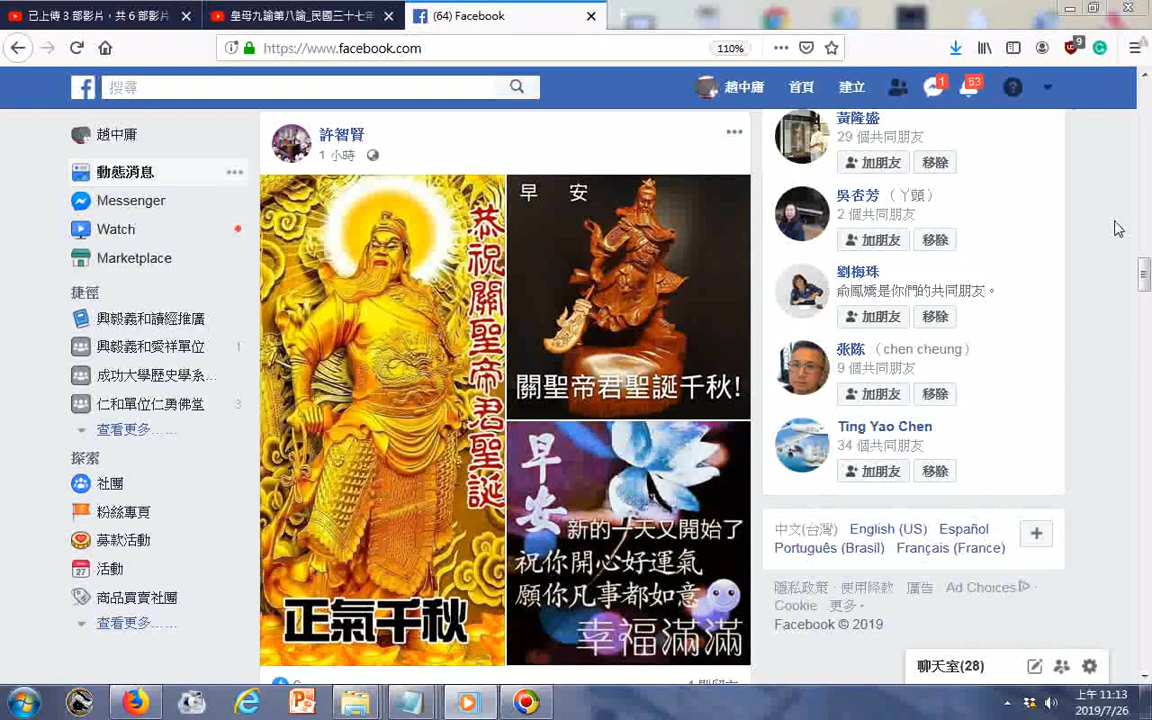 已上傳 3 部影片，共 6 部影片
皇母九諭第八諭_民國三十七年
(64) Facebook
https://www.facebook.com
110%
9
搜尋
趙中庸
首頁
建立
1
63
趙中庸
動態消息
Messenger
Watch
Marketplace
捷徑
興毅義和讀經推廣
興毅義和愛祥單位
1
成功大學歷史學系...
仁和單位仁勇佛堂
3
查看更多......
探索
社團
粉絲專頁
募款活動
27
活動
商品買賣社團
查看更多......
許智賢
1 小時
恭祝關聖帝君聖誕
正氣千秋
早 安
關聖帝君聖誕千秋!
早安
新的一天又開始了
祝你開心好運氣
願你凡事都如意
幸福滿滿
黃隆盛
29 個共同朋友
加朋友
移除
吳杏芳 （丫頭）
2 個共同朋友
加朋友
移除
劉梅珠
俞鳳嬌是你們的共同朋友。
加朋友
移除
张陈 （chen cheung）
9 個共同朋友
加朋友
移除
Ting Yao Chen
34 個共同朋友
加朋友
移除
中文(台灣) English (US) Español
Português (Brasil) Français (France)
隱私政策 · 使用條款 · 廣告 · Ad Choices ·
Cookie · 更多
Facebook © 2019
聊天室(28)
上午 11:13
2019/7/26